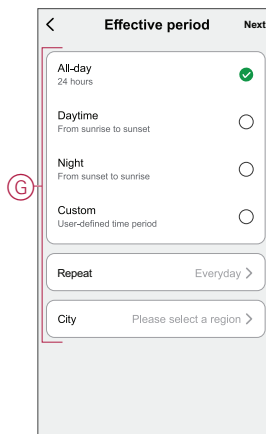 Effective period Next
All-day
24 hours
Daytime
From sunrise to sunset
Night
From sunset to sunrise
Custom
User-defined time period
G
Repeat Everyday >
City Please select a region >